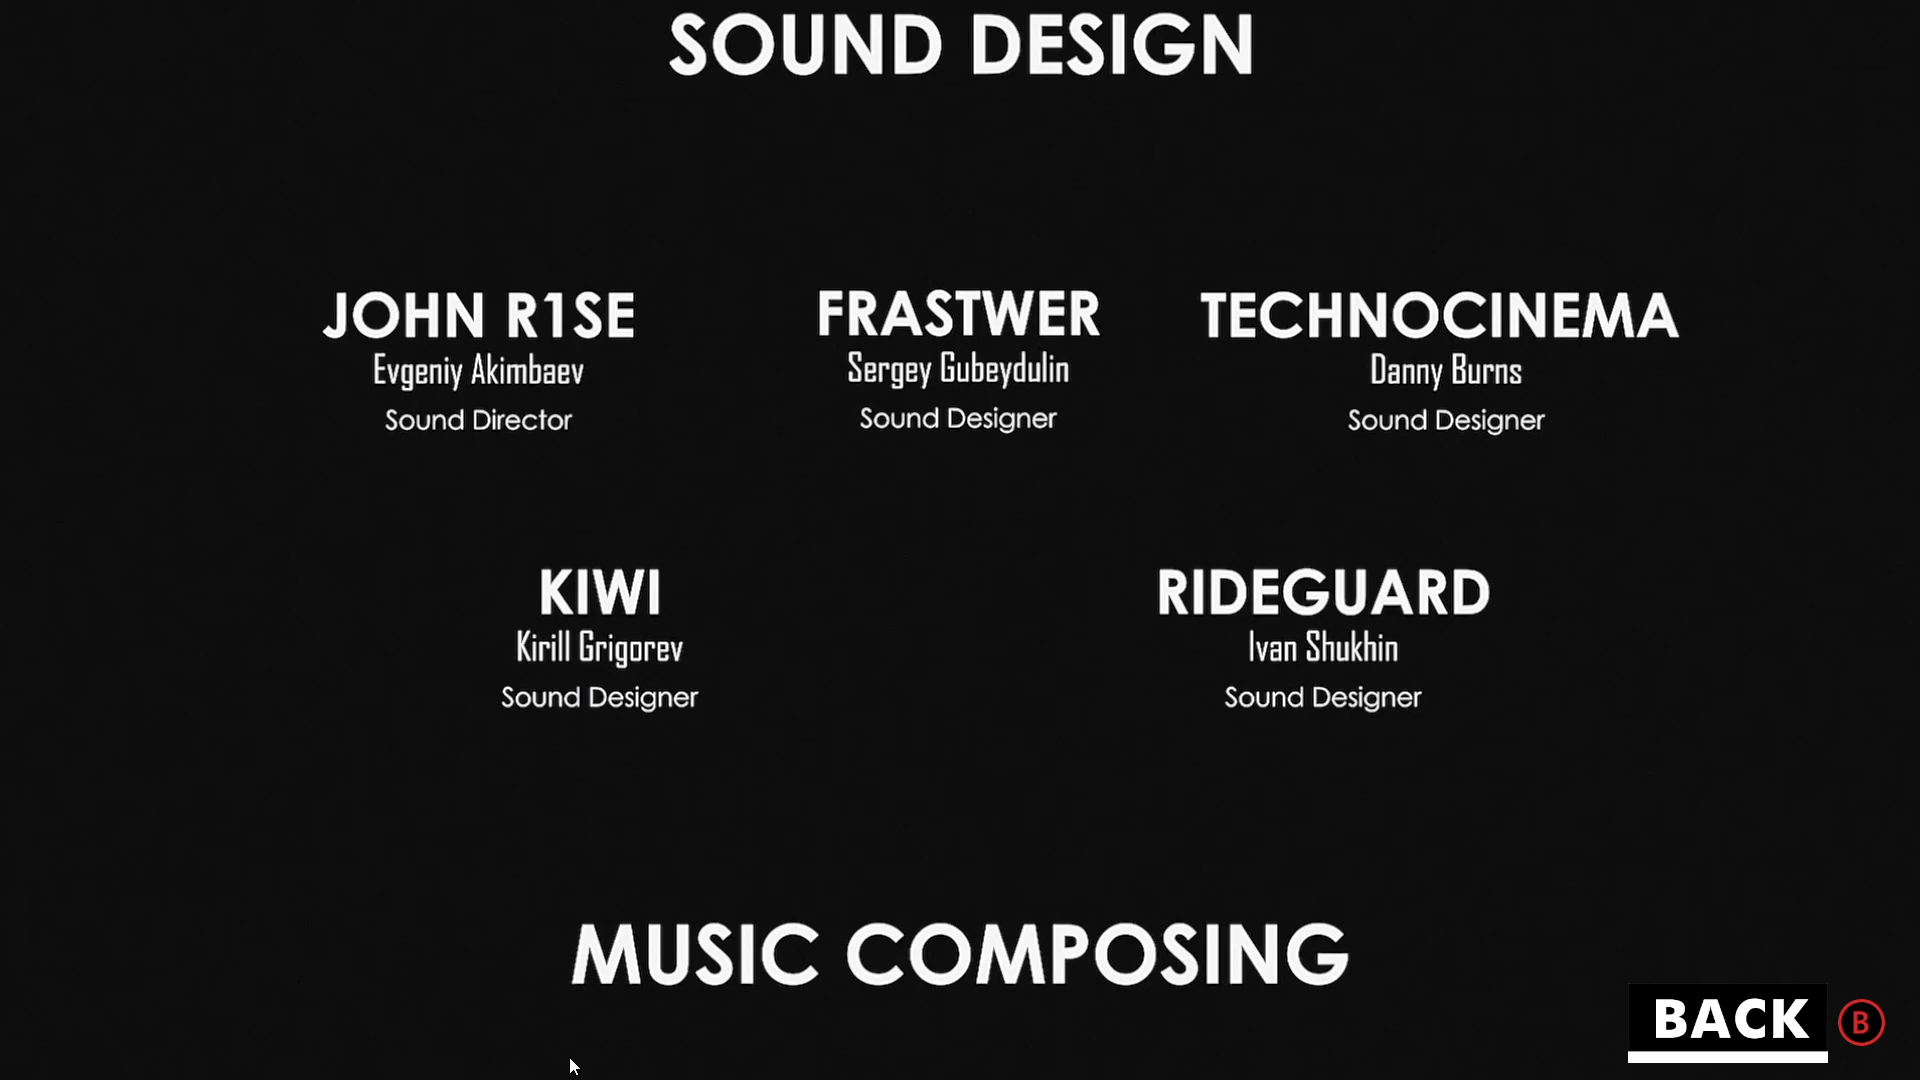 SOUND DESIGN
JOHN R1SE
Evgeniy Akimbaev
Sound Director
FRASTWER
Sergey Gubeydulin
Sound Designer
TECHNOCINEMA
Danny Burns
Sound Designer
KIWI
Kirill Grigorev
Sound Designer
RIDEGUARD
Ivan Shukhin
Sound Designer
MUSIC COMPOSING
BACK B